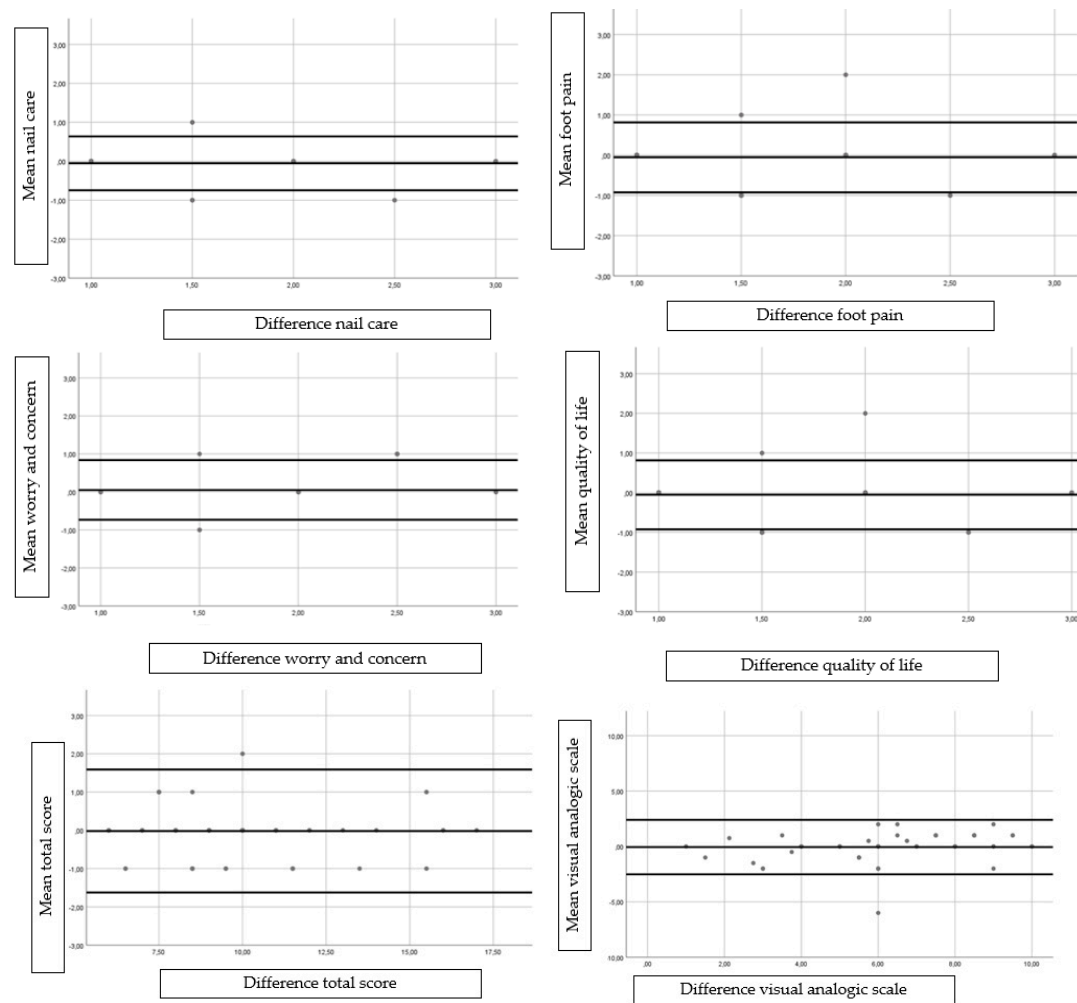 Mean nail care
3,00
2,00
1,00
,00
-1,00
-2,00
-3,00
1,00 1,50 2,00 2,50 3,00
Difference nail care
Mean foot pain
3,00
2,00
1,00
,00
-1,00
-2,00
-3,00
1,00 1,50 2,00 2,50 3,00
Difference foot pain
Mean worry and concern
3,00
2,00
1,00
,00
-1,00
-2,00
-3,00
1,00 1,50 2,00 2,50 3,00
Difference worry and concern
Mean quality of life
3,00
2,00
1,00
,00
-1,00
-2,00
-3,00
1,00 1,50 2,00 2,50 3,00
Difference quality of life
Mean total score
3,00
2,00
1,00
,00
-1,00
-2,00
-3,00
7,50 10,00 12,50 15,00 17,50
Difference total score
Mean visual analogic scale
10,00
5,00
,00
-5,00
10,00
,00 2,00 4,00 6,00 8,00 10,00
Difference visual analogic scale